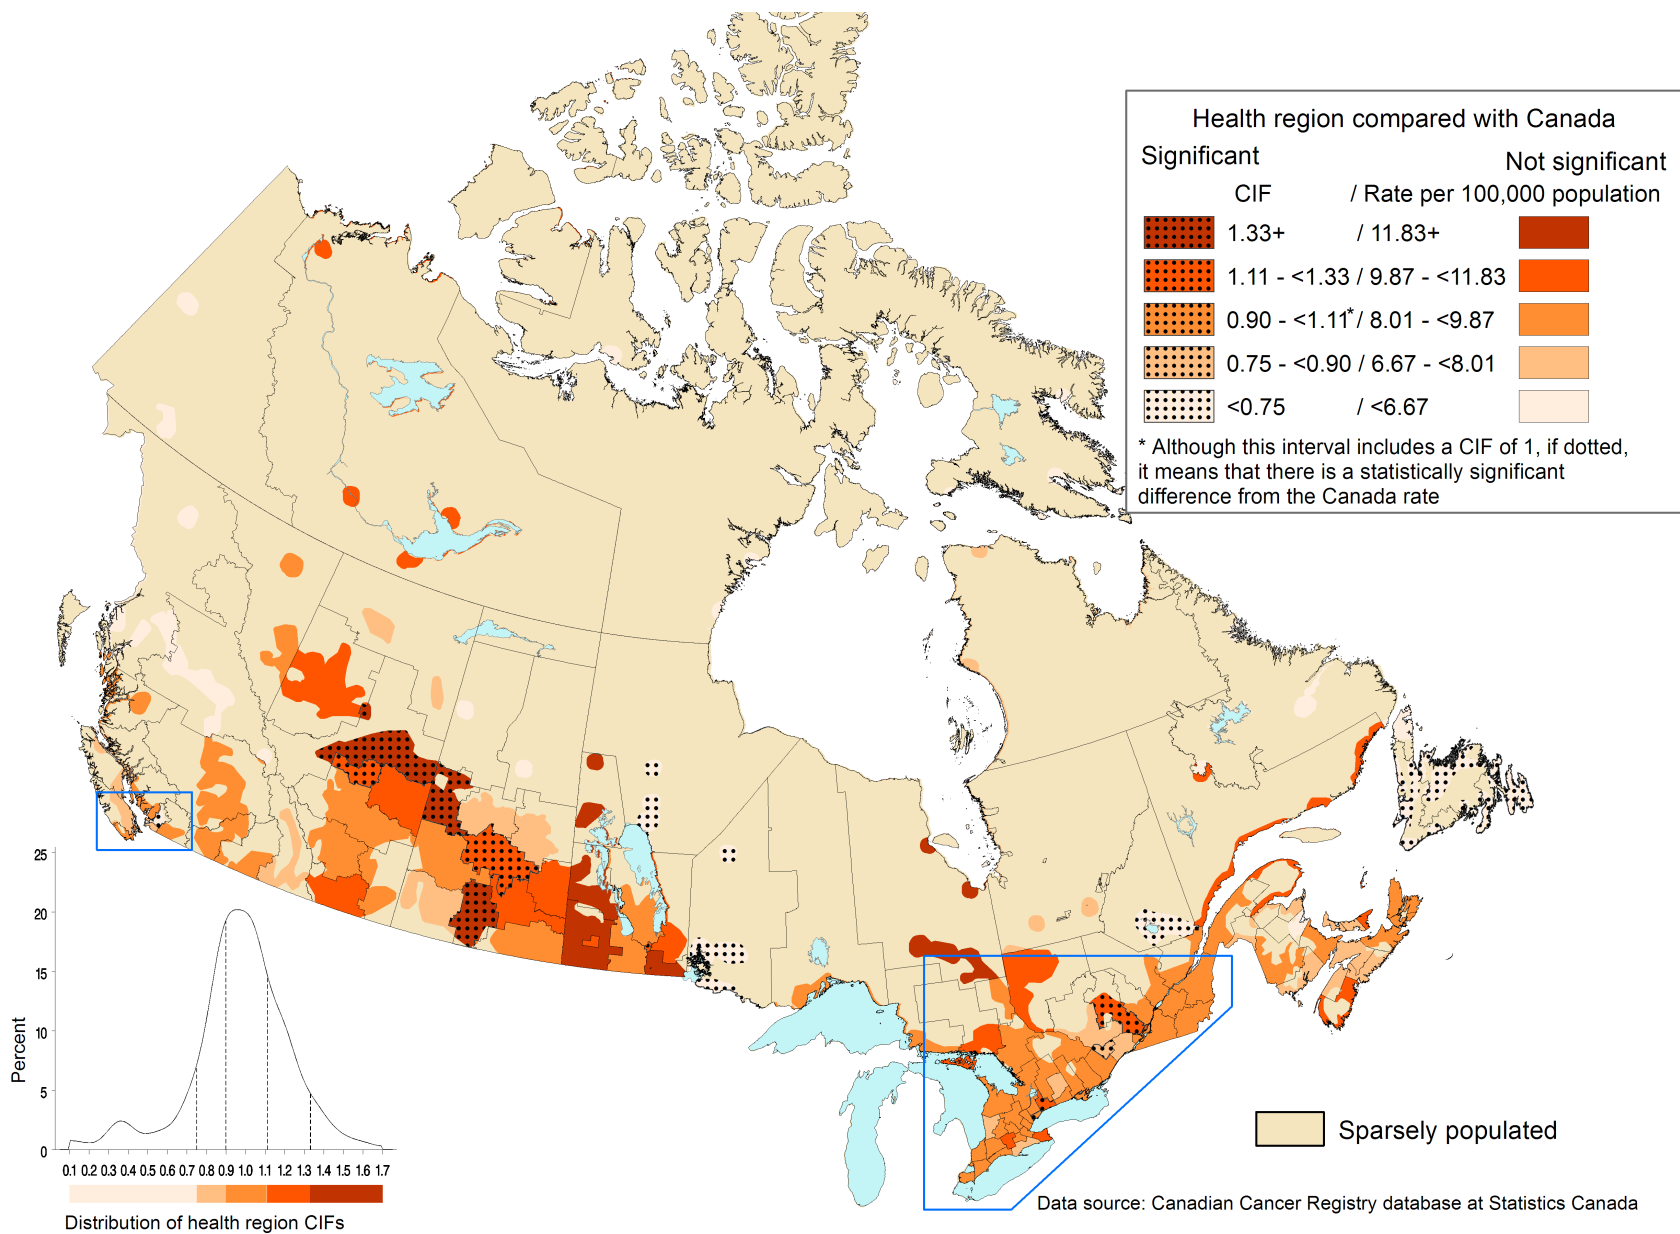 Health region compared with Canada
Significant
Not significant
CIF / Rate per 100,000 population
1.33+ / 11.83+
1.11 - <1.33 / 9.87 - <11.83
0.90 - <1.11* / 8.01 - <9.87
0.75 - <0.90 / 6.67 - <8.01
<0.75 / <6.67
* Although this interval includes a CIF of 1, if dotted,
it means that there is a statistically significant
difference from the Canada rate
25
20
15
10
5
0
Percent
0.1 0.2 0.3 0.4 0.5 0.6 0.7 0.8 0.9 1.0 1.1 1.2 1.3 1.4 1.5 1.6 1.7
Distribution of health region CIFs
Sparsely populated
Data source: Canadian Cancer Registry database at Statistics Canada